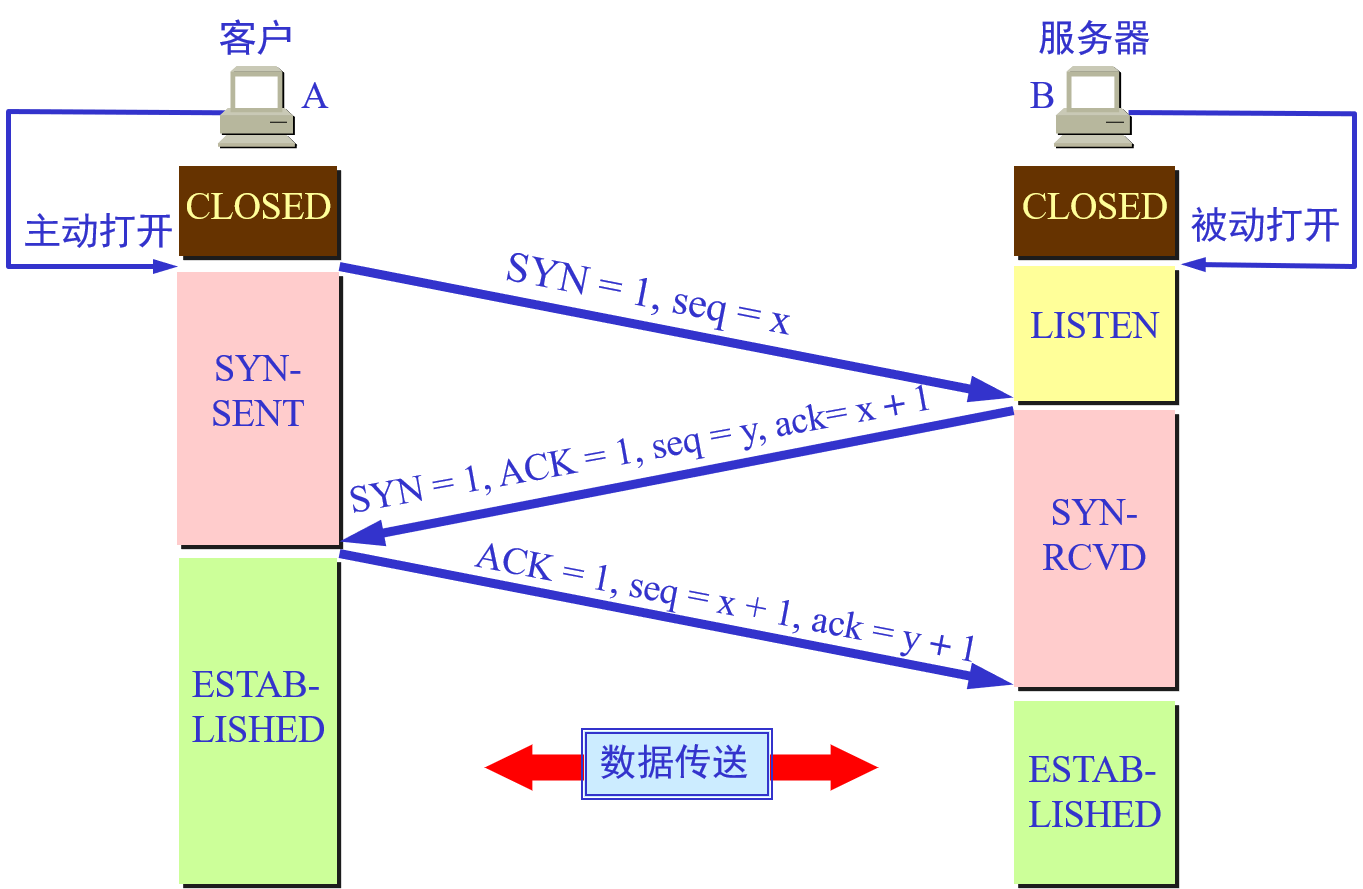 客户
服务器
A
B
CLOSED
CLOSED
主动打开
被动打开
SYN = 1, seq = x
LISTEN
SYN-
SENT
SYN = 1, ACK = 1, seq = y, ack= x + 1
SYN-
RCVD
ACK = 1, seq = x + 1, ack = y + 1
ESTAB-
LISHED
数据传送
ESTAB-
LISHED